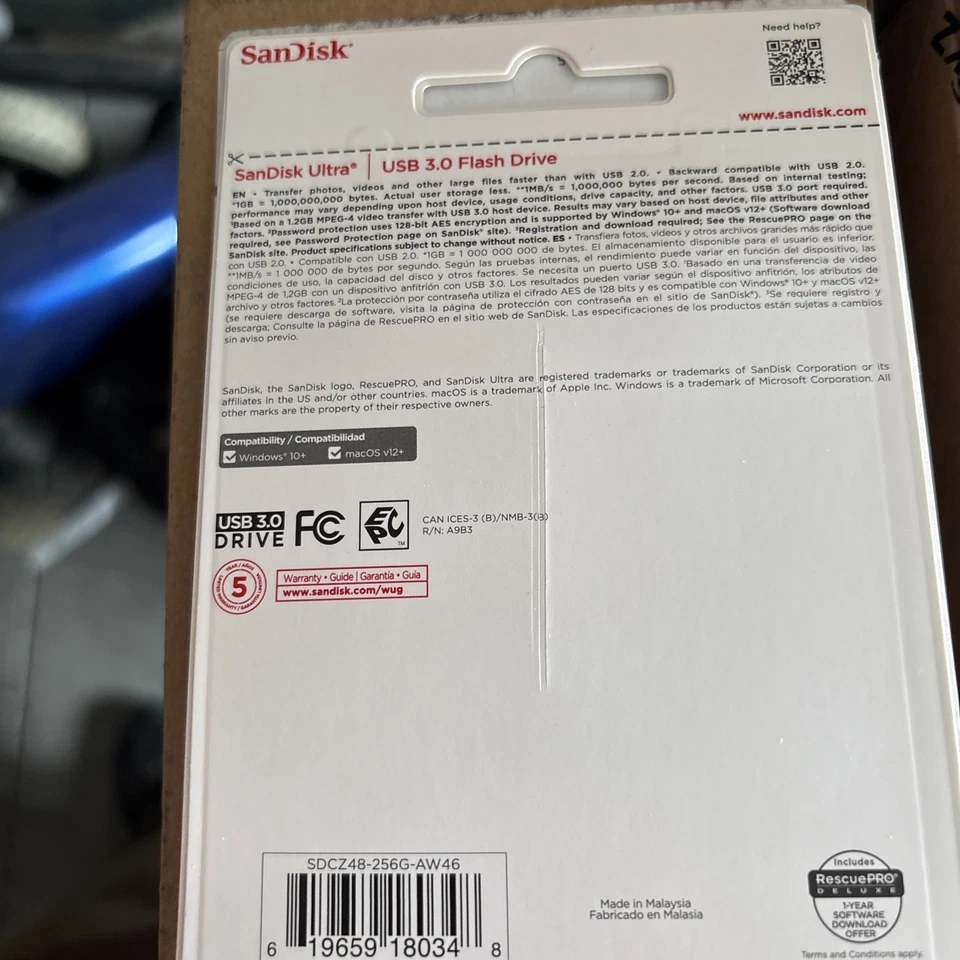 SanDisk®
Need help?
www.sandisk.com
SanDisk Ultra® | USB 3.0 Flash Drive
EN • Transfer photos, videos and other large files faster than with USB 2.0. • Backward compatible with USB 2.0.
*1GB = 1,000,000,000 bytes. Actual user storage less. **1MB/s = 1,000,000 bytes per second. Based on internal testing;
performance may vary depending upon host device, usage conditions, drive capacity, and other factors. USB 3.0 port required.
¹Based on a 1.2GB MPEG-4 video transfer with USB 3.0 host device. Results may vary based on host device, file attributes and other
factors. ²Password protection uses 128-bit AES encryption and is supported by Windows® 10+ and macOS v12+ (Software download
required, see Password Protection page on SanDisk® site). ³Registration and download required; See the RescuePRO page on the
SanDisk site. Product specifications subject to change without notice. ES • Transfiera fotos, videos y otros archivos grandes más rápido que
con USB 2.0. • Compatible con USB 2.0. *1GB = 1 000 000 000 de bytes. El almacenamiento disponible para el usuario es inferior.
**1MB/s = 1 000 000 de bytes por segundo. Según las pruebas internas, el rendimiento puede variar en función del dispositivo, las
condiciones de uso, la capacidad del disco y otros factores. Se necesita un puerto USB 3.0. ¹Basado en una transferencia de video
MPEG-4 de 1,2GB con un dispositivo anfitrión con USB 3.0. Los resultados pueden variar según el dispositivo anfitrión, los atributos de
archivo y otros factores. ²La protección por contraseña utiliza el cifrado AES de 128 bits y es compatible con Windows® 10+ y macOS v12+
(se requiere descarga de software, visita la página de protección con contraseña en el sitio de SanDisk®). ³Se requiere registro y
descarga; Consulte la página de RescuePRO en el sitio web de SanDisk. Las especificaciones de los productos están sujetas a cambios
sin aviso previo.
SanDisk, the SanDisk logo, RescuePRO, and SanDisk Ultra are registered trademarks or trademarks of SanDisk Corporation or its
affiliates in the US and/or other countries. macOS is a trademark of Apple Inc. Windows is a trademark of Microsoft Corporation. All
other marks are the property of their respective owners.
Compatibility / Compatibilidad
Windows® 10+ macOS v12+
USB 3.0
DRIVE
FC
CAN ICES-3 (B)/NMB-3(B)
R/N: A9B3
5
Warranty • Guide | Garantía • Guía
www.sandisk.com/wug
SDCZ48-256G-AW46
6 19659 18034 8
Made in Malaysia
Fabricado en Malasia
Includes
RescuePRO®
DELUXE
1-YEAR
SOFTWARE
DOWNLOAD
OFFER
Terms and Conditions apply.